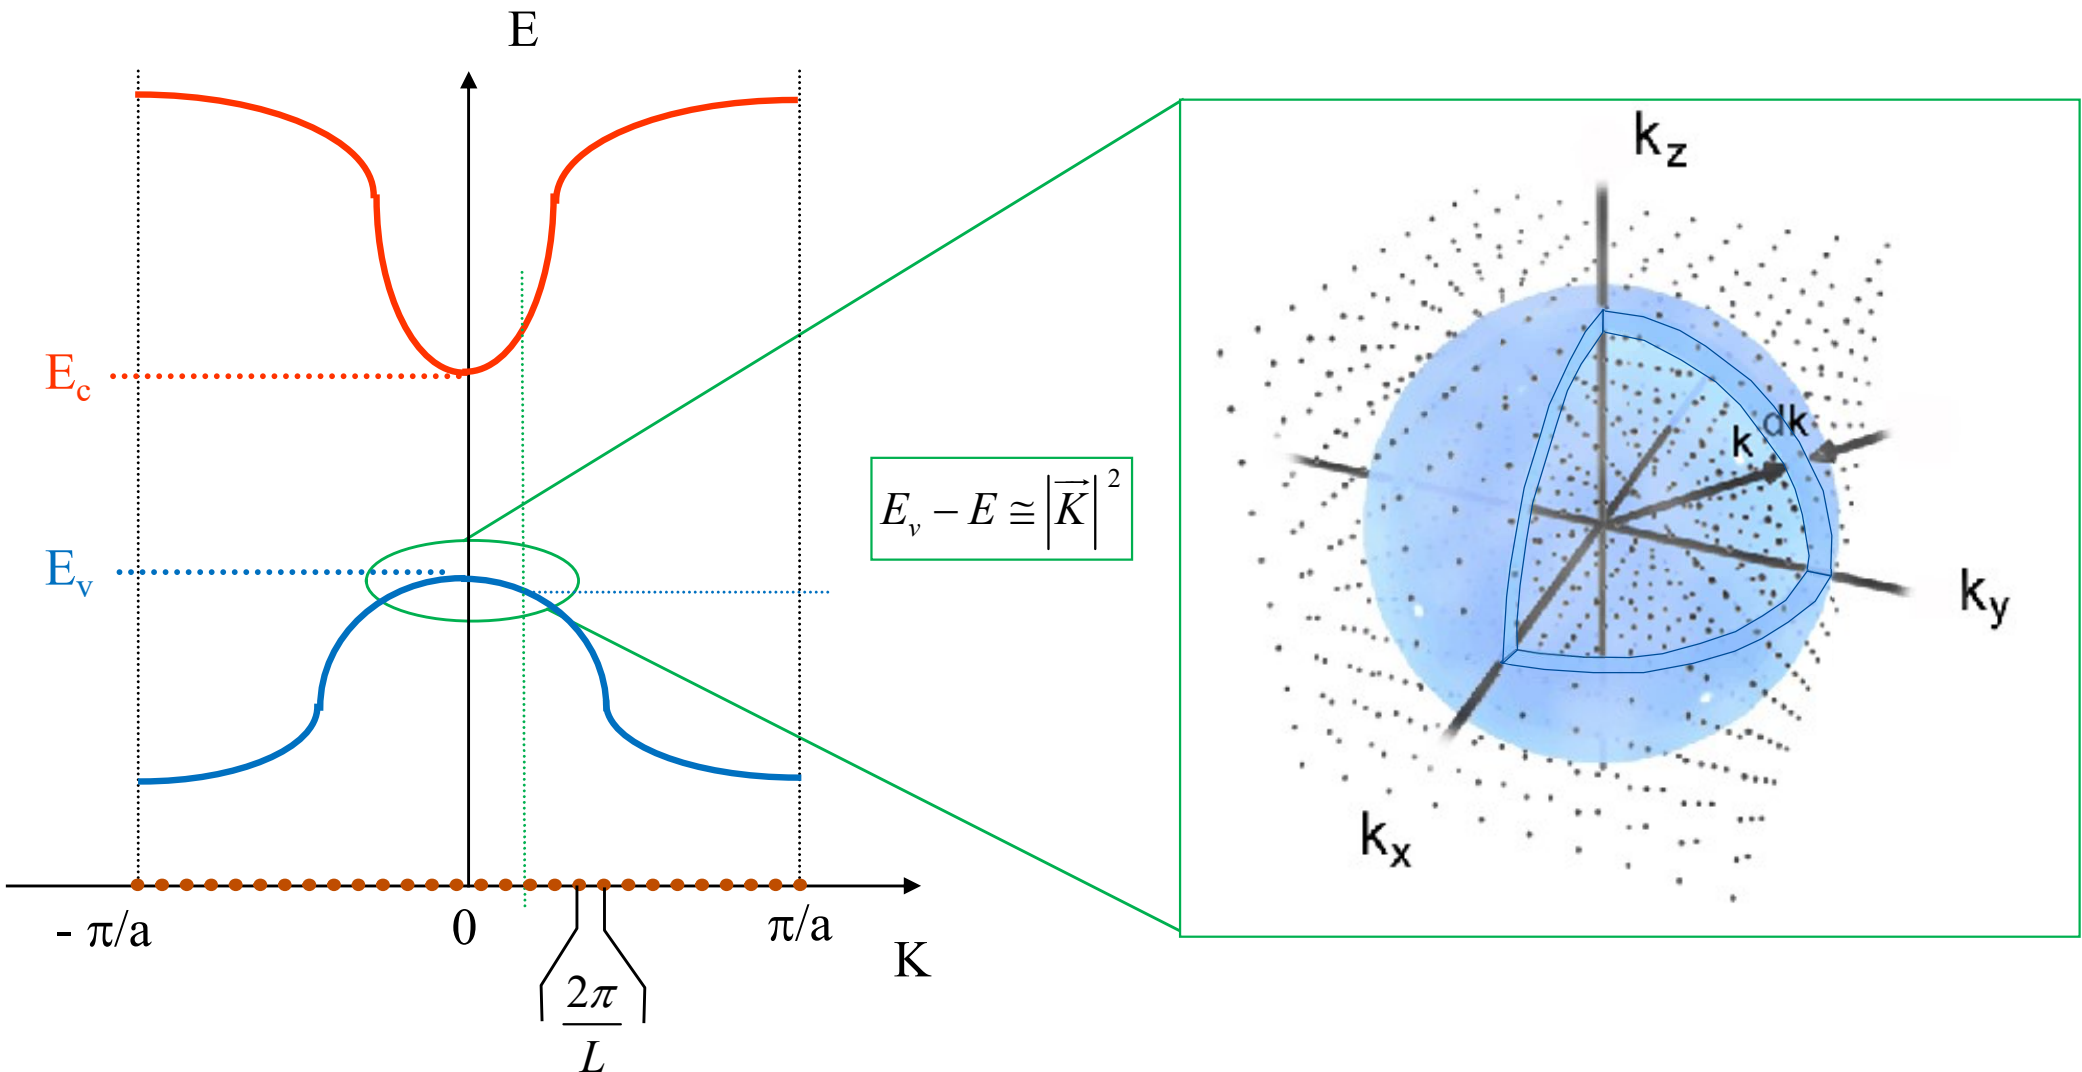 E
E_c
E_v
- π/a
0
π/a
K
2π
L
E_v − E ≅ |K⃗|²
k_z
dk
k
k_y
k_x